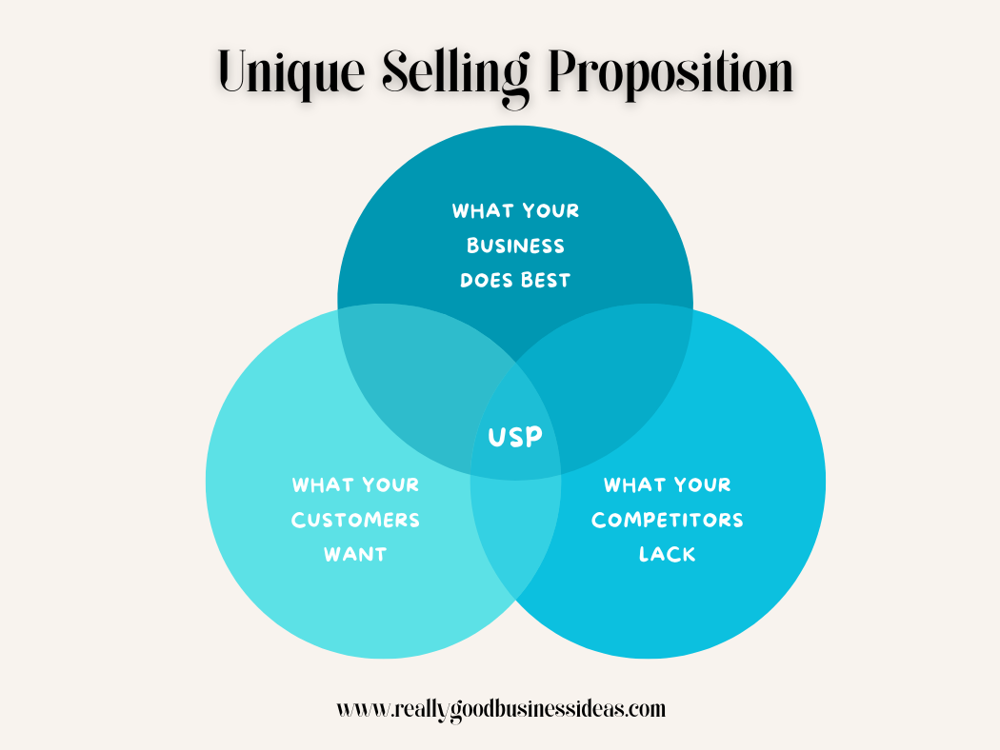 Unique Selling Proposition
WHAT YOUR
BUSINESS
DOES BEST
USP
WHAT YOUR
CUSTOMERS
WANT
WHAT YOUR
COMPETITORS
LACK
www.reallygoodbusinessideas.com